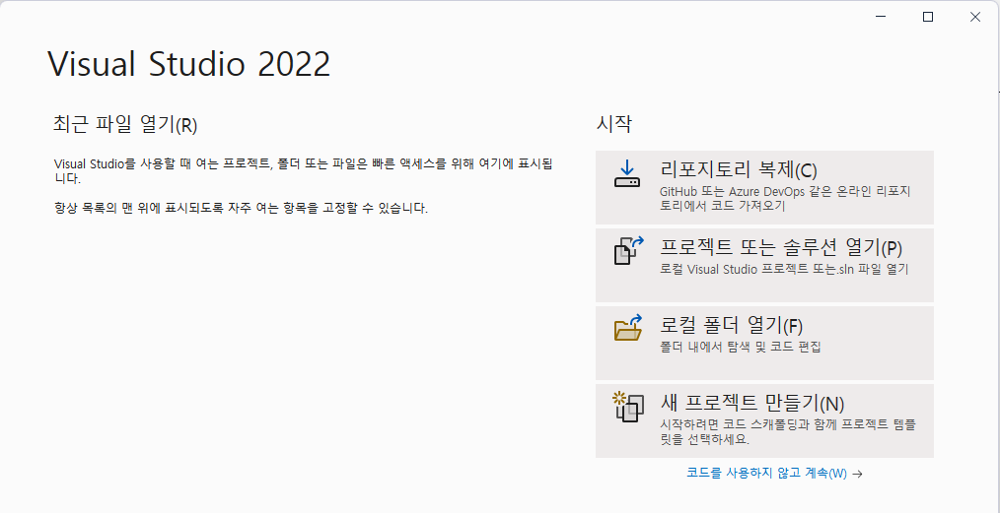 Visual Studio 2022
최근 파일 열기(R)
Visual Studio를 사용할 때 여는 프로젝트, 폴더 또는 파일은 빠른 액세스를 위해 여기에 표시됩
니다.
항상 목록의 맨 위에 표시되도록 자주 여는 항목을 고정할 수 있습니다.
시작
리포지토리 복제(C)
GitHub 또는 Azure DevOps 같은 온라인 리포지
토리에서 코드 가져오기
프로젝트 또는 솔루션 열기(P)
로컬 Visual Studio 프로젝트 또는.sln 파일 열기
로컬 폴더 열기(F)
폴더 내에서 탐색 및 코드 편집
새 프로젝트 만들기(N)
시작하려면 코드 스캐폴딩과 함께 프로젝트 템플
릿을 선택하세요.
코드를 사용하지 않고 계속(W) →